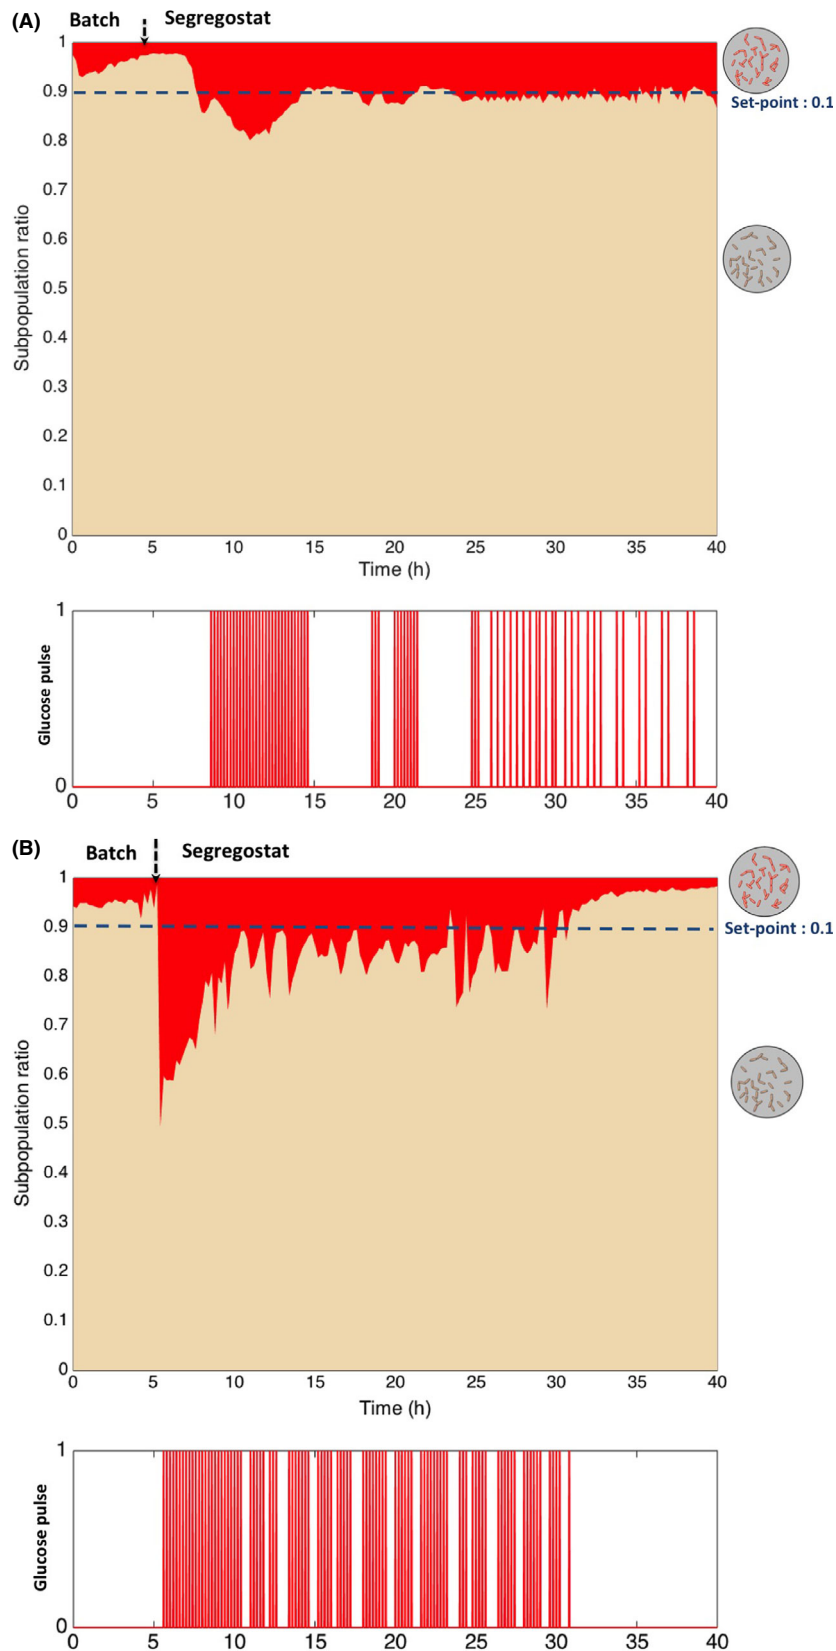 (A)
Batch Segregostat
1
0.9
0.8
0.7
0.6
0.5
0.4
0.3
0.2
0.1
0
Subpopulation ratio
Set-point : 0.1
0 5 10 15 20 25 30 35 40
Time (h)
1
0
Glucose pulse
0 5 10 15 20 25 30 35 40
(B)
Batch Segregostat
1
0.9
0.8
0.7
0.6
0.5
0.4
0.3
0.2
0.1
0
Subpopulation ratio
Set-point : 0.1
0 5 10 15 20 25 30 35 40
Time (h)
1
0
Glucose pulse
0 5 10 15 20 25 30 35 40